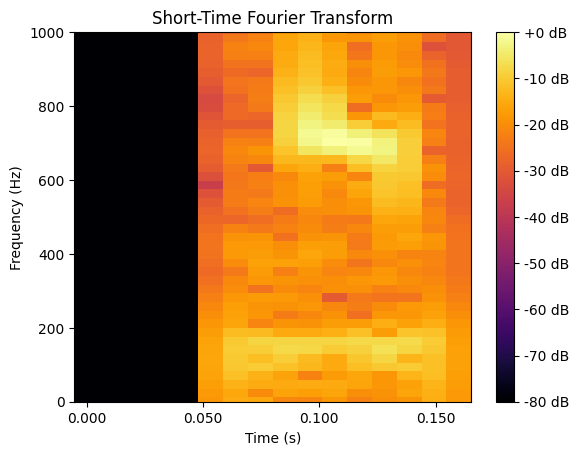 Short-Time Fourier Transform
1000
800
600
400
200
0
Frequency (Hz)
0.000
0.050
0.100
0.150
Time (s)
+0 dB
-10 dB
-20 dB
-30 dB
-40 dB
-50 dB
-60 dB
-70 dB
-80 dB